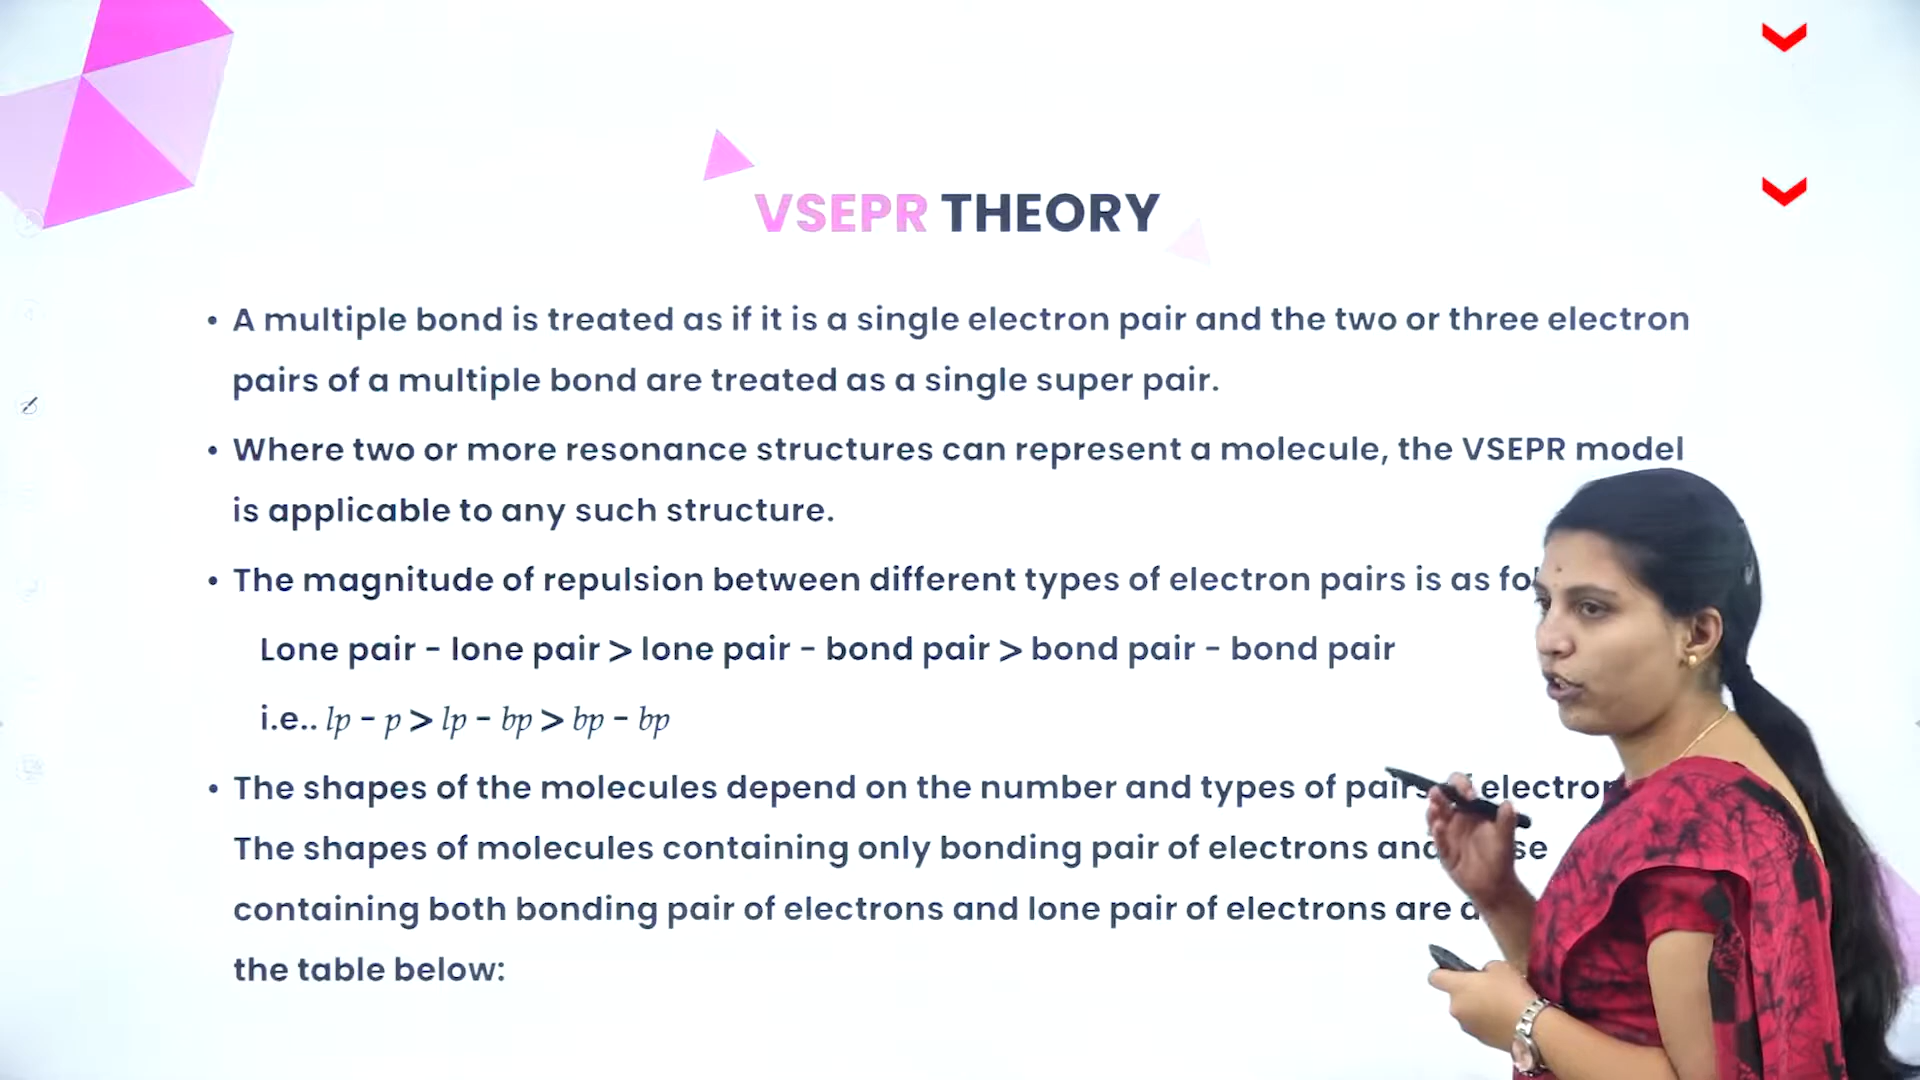 VSEPR THEORY
• A multiple bond is treated as if it is a single electron pair and the two or three electron
pairs of a multiple bond are treated as a single super pair.
• Where two or more resonance structures can represent a molecule, the VSEPR model
is applicable to any such structure.
• The magnitude of repulsion between different types of electron pairs is as
Lone pair - lone pair > lone pair - bond pair > bond pair - bond pair
i.e.. lp - p > lp - bp > bp - bp
• The shapes of the molecules depend on the number and types of
The shapes of molecules containing only bonding pair of electrons
containing both bonding pair of electrons and lone pair of electrons are
the table below: